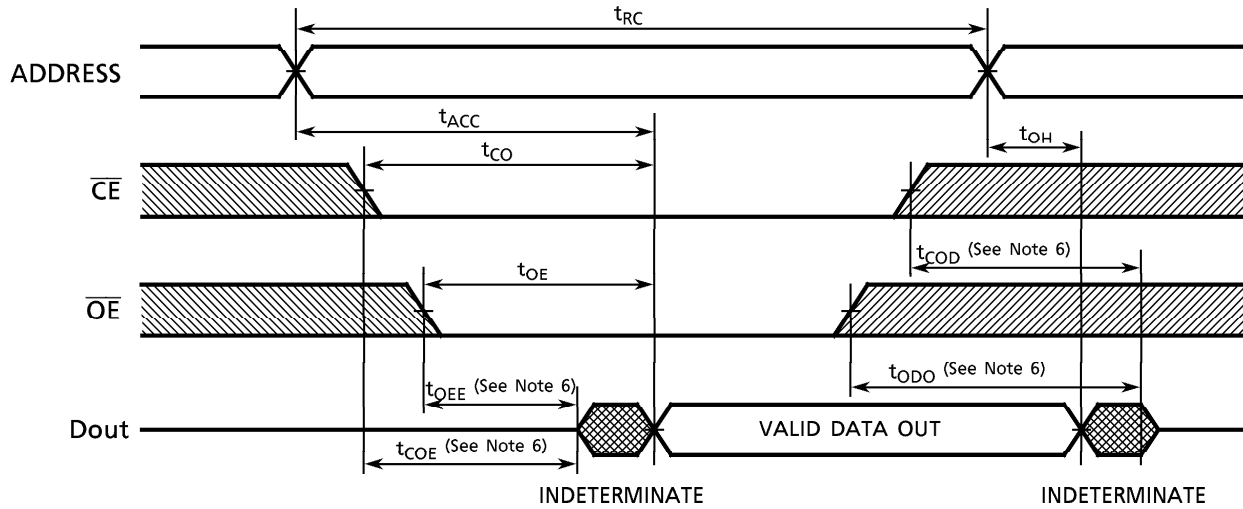 tRC
ADDRESS
tACC
tOH
tCO
CE
tCOD (See Note 6)
tOE
OE
tODO (See Note 6)
tOEE (See Note 6)
Dout
VALID DATA OUT
tCOE (See Note 6)
INDETERMINATE
INDETERMINATE